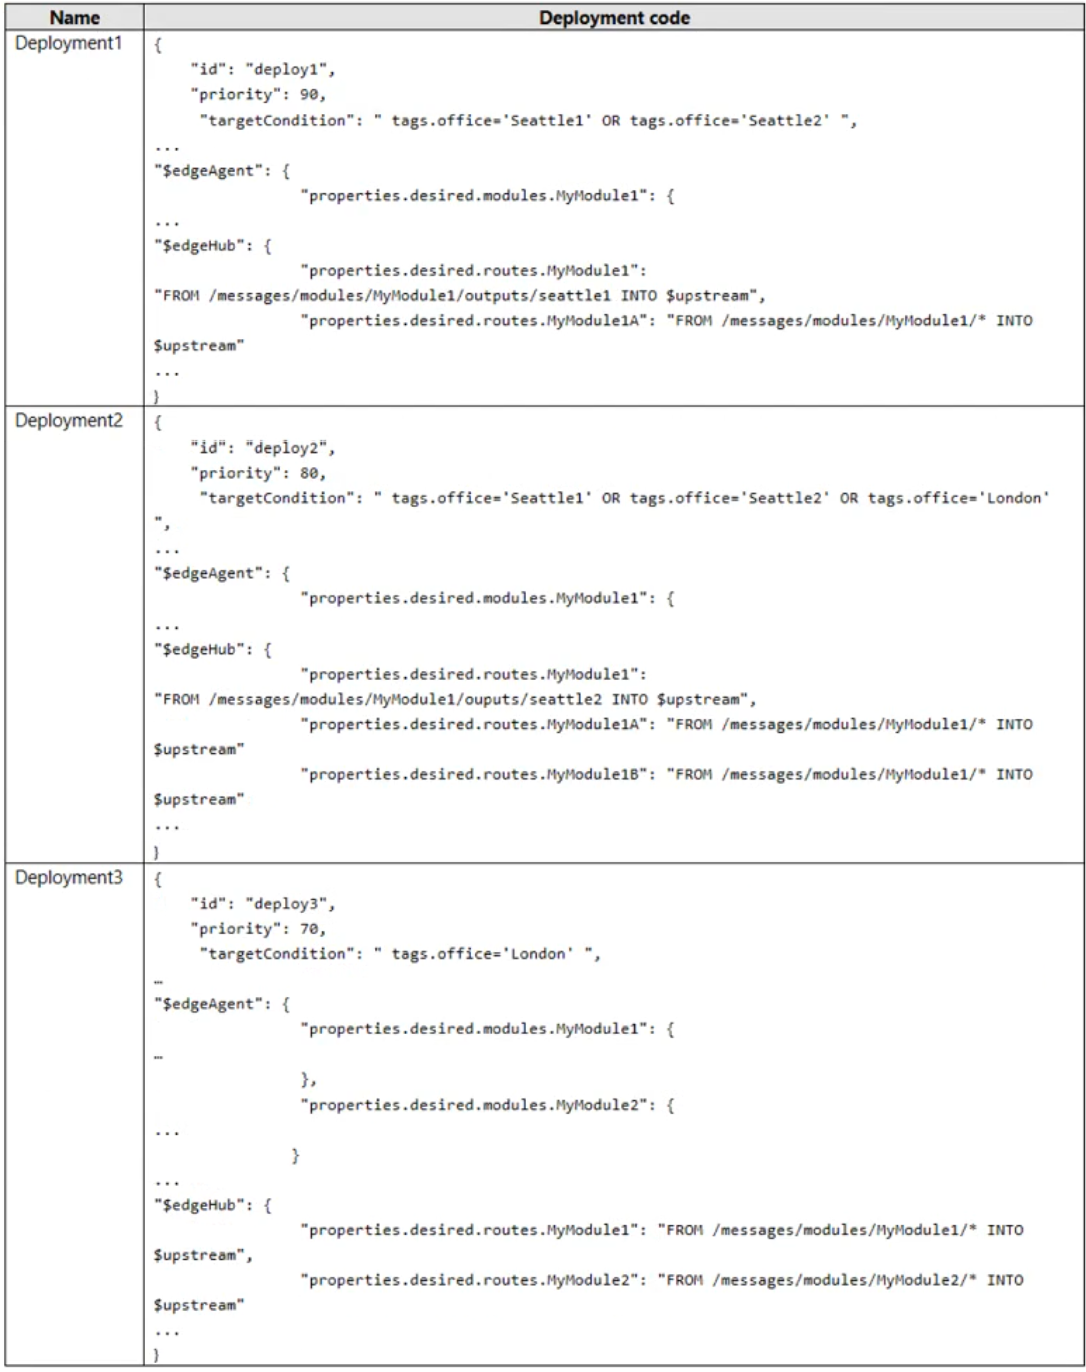 Name Deployment code
Deployment1 {
"id": "deploy1",
"priority": 90,
"targetCondition": " tags.office='Seattle1' OR tags.office='Seattle2' ",
...
"$edgeAgent": {
"properties.desired.modules.MyModule1": {
...
"$edgeHub": {
"properties.desired.routes.MyModule1":
"FROM /messages/modules/MyModule1/outputs/seattle1 INTO $upstream",
"properties.desired.routes.MyModule1A": "FROM /messages/modules/MyModule1/* INTO
$upstream"
...
}
Deployment2 {
"id": "deploy2",
"priority": 80,
"targetCondition": " tags.office='Seattle1' OR tags.office='Seattle2' OR tags.office='London'
",
...
"$edgeAgent": {
"properties.desired.modules.MyModule1": {
...
"$edgeHub": {
"properties.desired.routes.MyModule1":
"FROM /messages/modules/MyModule1/ouputs/seattle2 INTO $upstream",
"properties.desired.routes.MyModule1A": "FROM /messages/modules/MyModule1/* INTO
$upstream"
"properties.desired.routes.MyModule1B": "FROM /messages/modules/MyModule1/* INTO
$upstream"
...
}
Deployment3 {
"id": "deploy3",
"priority": 70,
"targetCondition": " tags.office='London' ",
…
"$edgeAgent": {
"properties.desired.modules.MyModule1": {
…
},
"properties.desired.modules.MyModule2": {
...
}
...
"$edgeHub": {
"properties.desired.routes.MyModule1": "FROM /messages/modules/MyModule1/* INTO
$upstream",
"properties.desired.routes.MyModule2": "FROM /messages/modules/MyModule2/* INTO
$upstream"
...
}